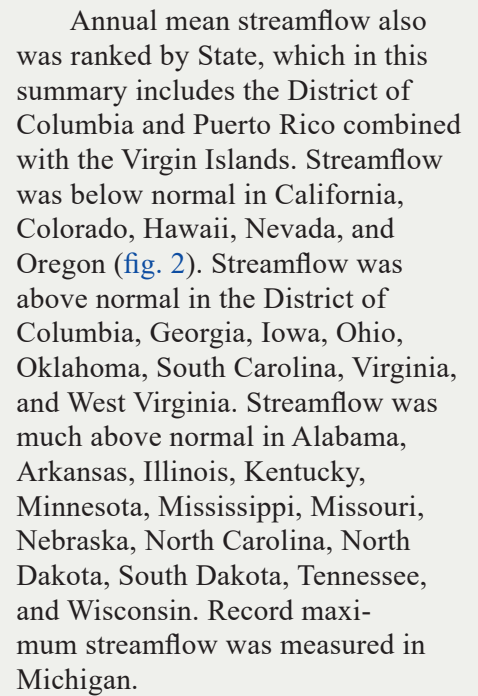 Annual mean streamflow also
was ranked by State, which in this
summary includes the District of
Columbia and Puerto Rico combined
with the Virgin Islands. Streamflow
was below normal in California,
Colorado, Hawaii, Nevada, and
Oregon (fig. 2). Streamflow was
above normal in the District of
Columbia, Georgia, Iowa, Ohio,
Oklahoma, South Carolina, Virginia,
and West Virginia. Streamflow was
much above normal in Alabama,
Arkansas, Illinois, Kentucky,
Minnesota, Mississippi, Missouri,
Nebraska, North Carolina, North
Dakota, South Dakota, Tennessee,
and Wisconsin. Record maxi-
mum streamflow was measured in
Michigan.